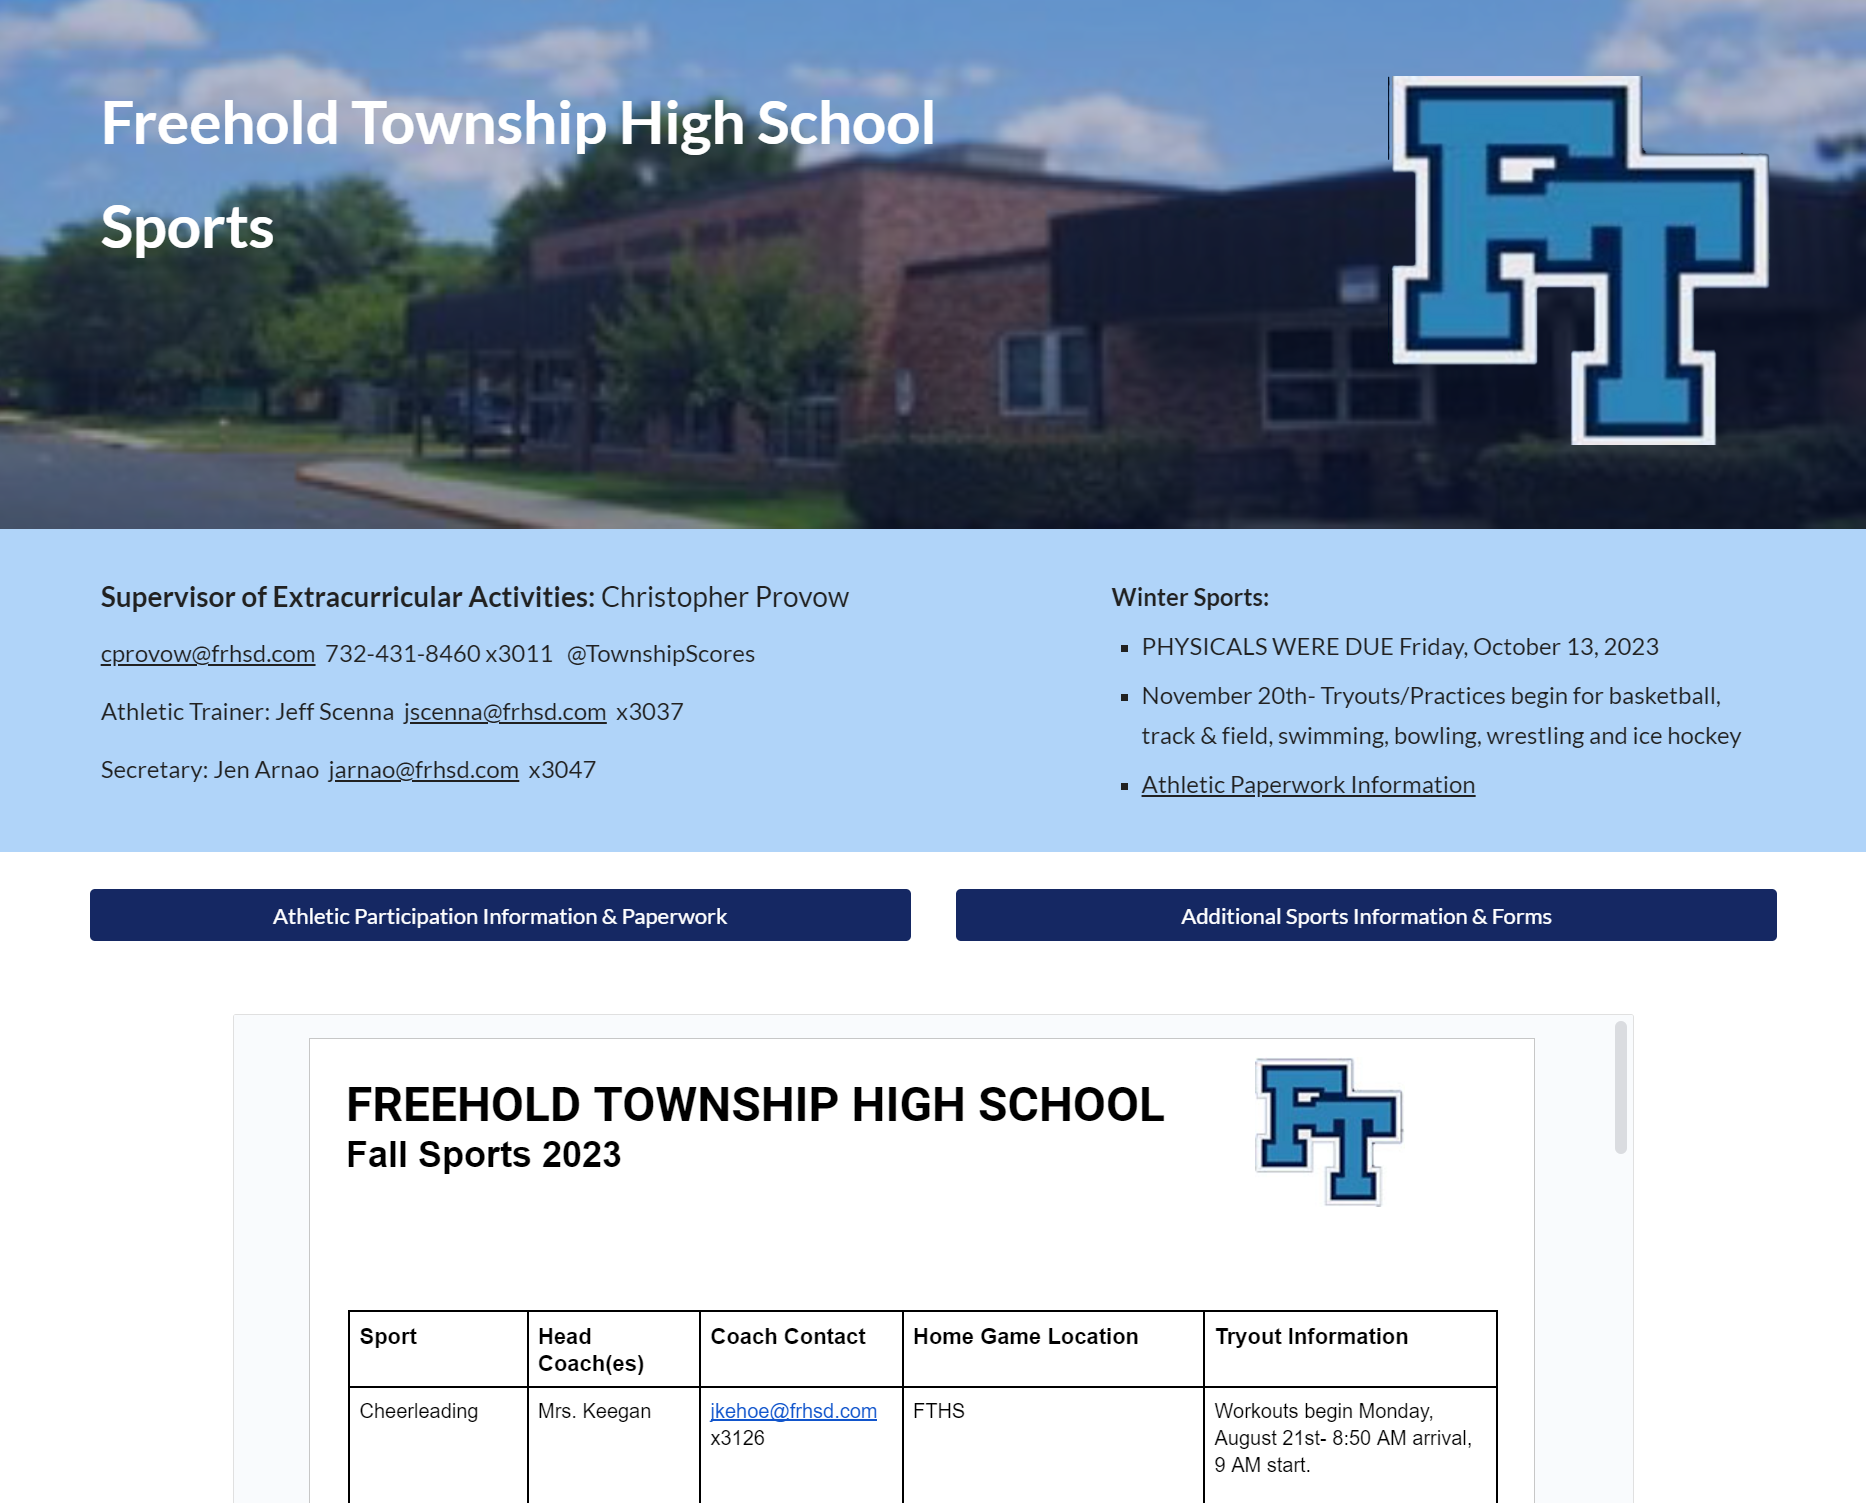 Freehold Township High School
Sports
FT
Supervisor of Extracurricular Activities: Christopher Provow
cprovow@frhsd.com 732-431-8460 x3011 @TownshipScores
Athletic Trainer: Jeff Scenna jscenna@frhsd.com x3037
Secretary: Jen Arnao jarnao@frhsd.com x3047
Winter Sports:
PHYSICALS WERE DUE Friday, October 13, 2023
November 20th- Tryouts/Practices begin for basketball,
track & field, swimming, bowling, wrestling and ice hockey
Athletic Paperwork Information
Athletic Participation Information & Paperwork
Additional Sports Information & Forms
FREEHOLD TOWNSHIP HIGH SCHOOL
Fall Sports 2023
FT
Sport
Head
Coach(es)
Coach Contact
Home Game Location
Tryout Information
Cheerleading
Mrs. Keegan
jkehoe@frhsd.com
x3126
FTHS
Workouts begin Monday,
August 21st- 8:50 AM arrival,
9 AM start.